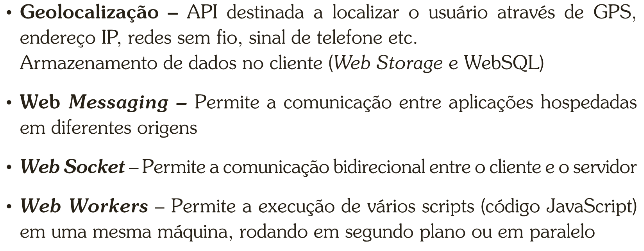 • Geolocalização – API destinada a localizar o usuário através de GPS,
endereço IP, redes sem fio, sinal de telefone etc.
Armazenamento de dados no cliente (Web Storage e WebSQL)
• Web Messaging – Permite a comunicação entre aplicações hospedadas
em diferentes origens
• Web Socket – Permite a comunicação bidirecional entre o cliente e o servidor
• Web Workers – Permite a execução de vários scripts (código JavaScript)
em uma mesma máquina, rodando em segundo plano ou em paralelo